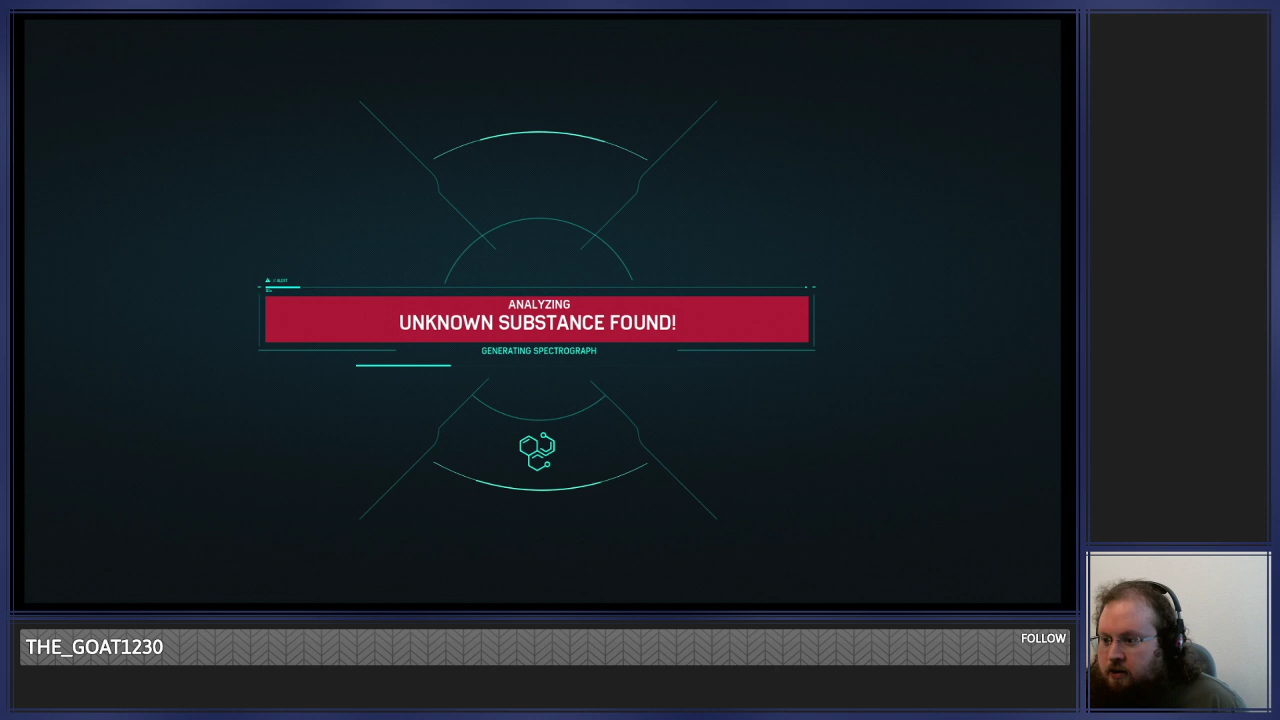 ANALYZING
UNKNOWN SUBSTANCE FOUND!
GENERATING SPECTROGRAPH
THE_GOAT1230
FOLLOW